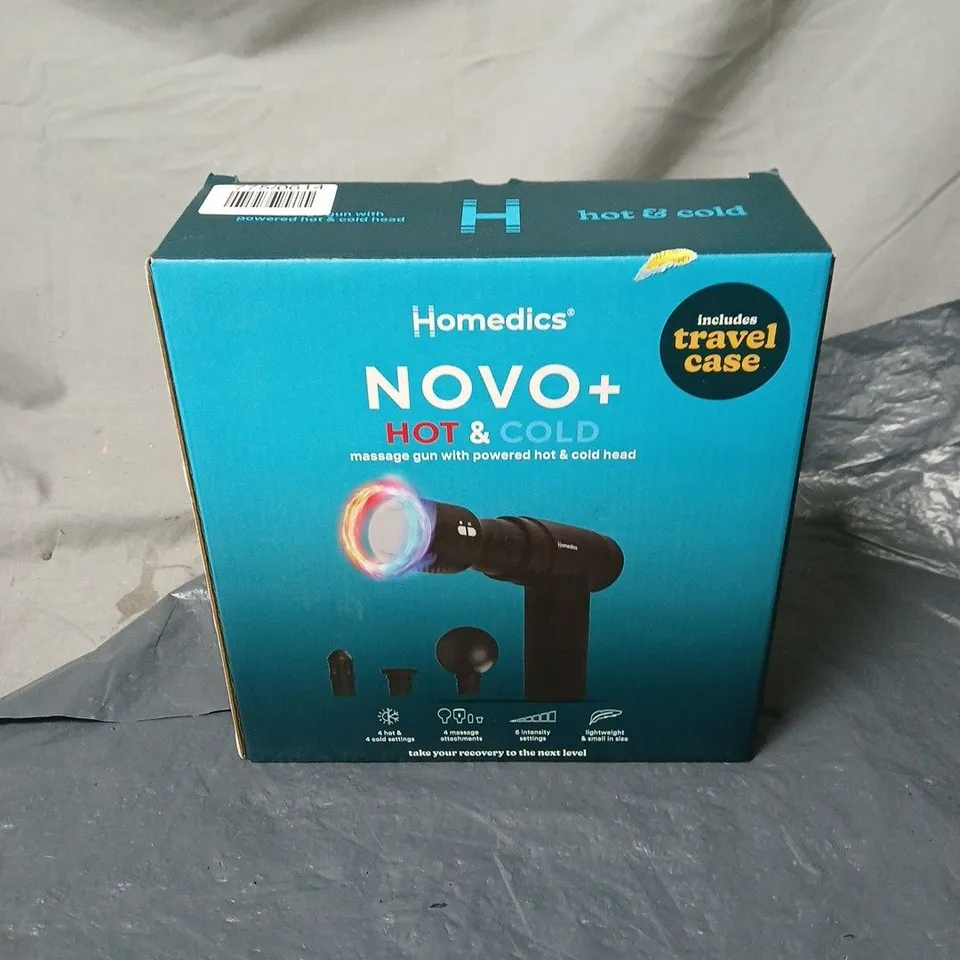 gun with
powered hot & cold head
H
hot & cold
Homedics®
includes
travel
case
NOVO+
HOT & COLD
massage gun with powered hot & cold head
Homedics
4 hot &
4 cold settings
4 massage
attachments
6 intensity
settings
lightweight
& small in size
take your recovery to the next level